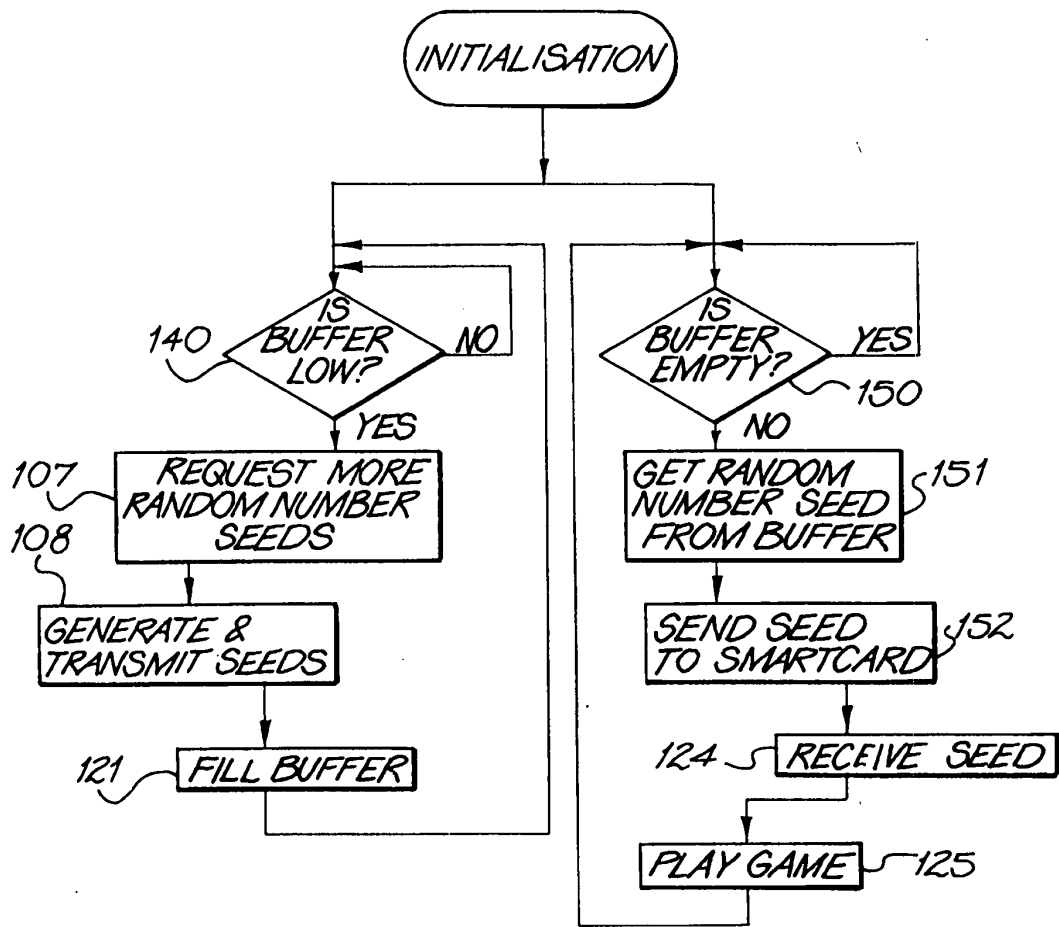 INITIALISATION
IS
BUFFER
LOW?
140
NO
YES
REQUEST MORE
RANDOM NUMBER
SEEDS
107
108
GENERATE &
TRANSMIT SEEDS
121
FILL BUFFER
IS
BUFFER
EMPTY?
YES
150
NO
GET RANDOM
NUMBER SEED
FROM BUFFER
151
SEND SEED
TO SMARTCARD
152
124
RECEIVE SEED
PLAY GAME
125